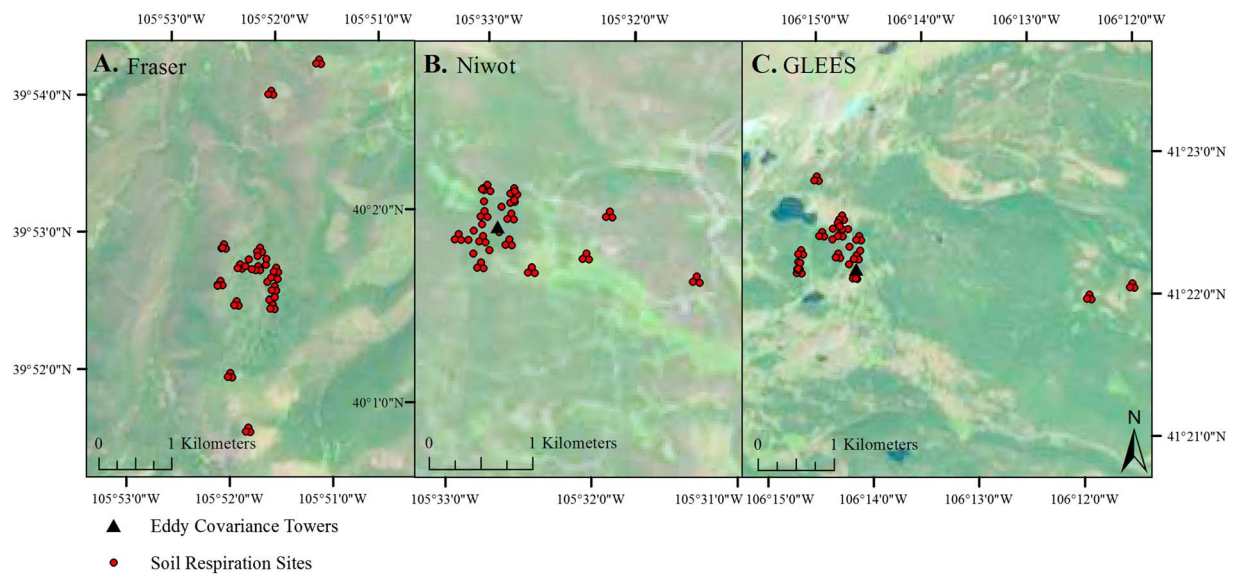 105°53'0"W 105°52'0"W 105°51'0"W 105°33'0"W 105°32'0"W 106°15'0"W 106°14'0"W 106°13'0"W 106°12'0"W
A. Fraser
B. Niwot
C. GLEES
39°54'0"N
39°53'0"N
39°52'0"N
40°2'0"N
40°1'0"N
41°23'0"N
41°22'0"N
41°21'0"N
N
0 1 Kilometers
0 1 Kilometers
0 1 Kilometers
105°53'0"W 105°52'0"W 105°51'0"W 105°33'0"W 105°32'0"W 105°31'0"W 106°15'0"W 106°14'0"W 106°13'0"W 106°12'0"W
Eddy Covariance Towers
Soil Respiration Sites